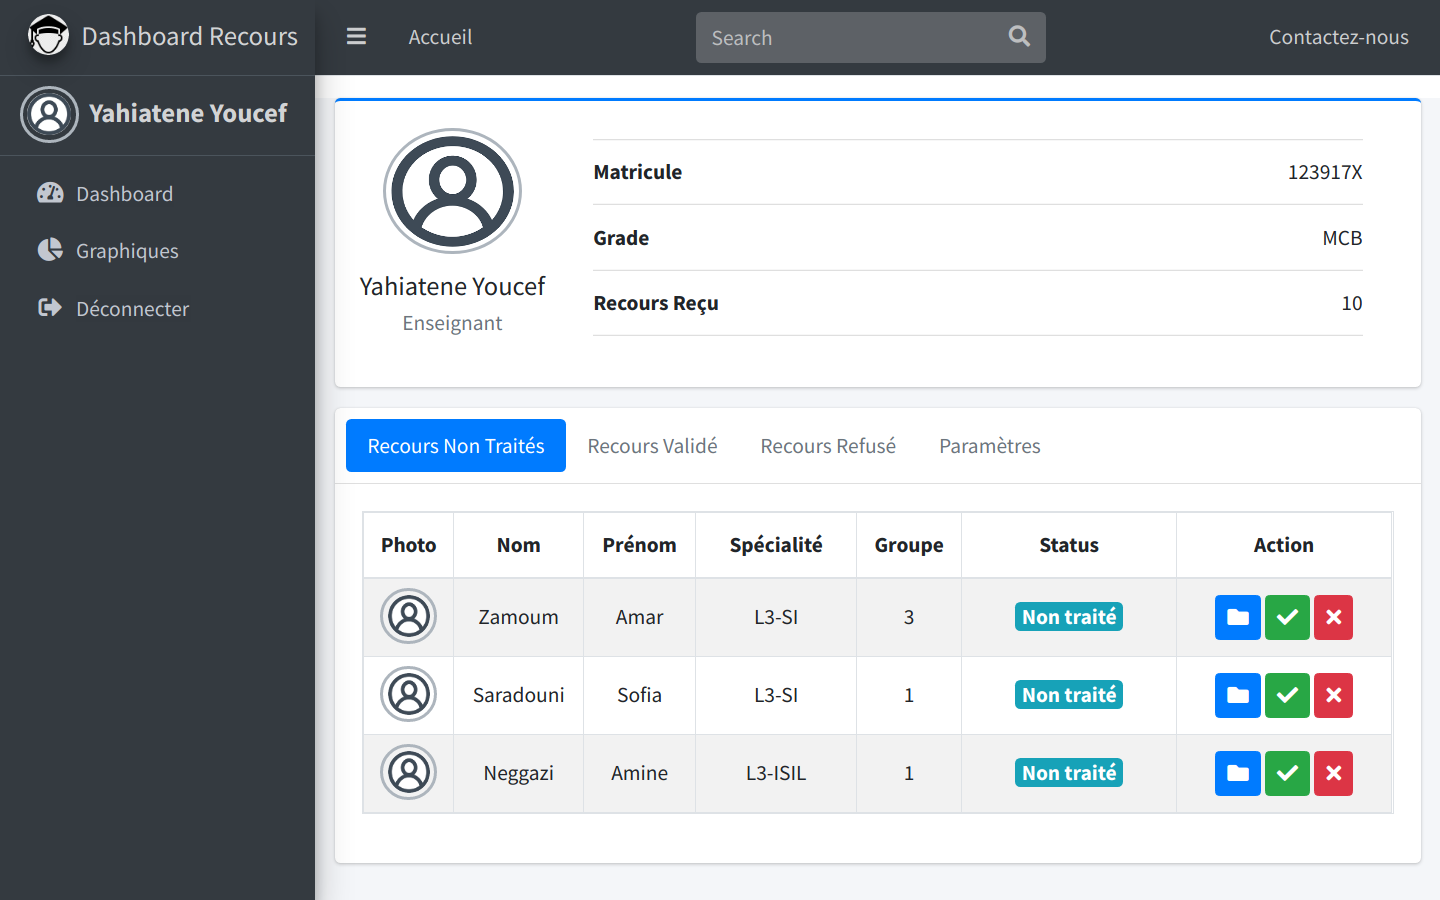 Dashboard Recours
Accueil
Search
Contactez-nous
Yahiatene Youcef
Dashboard
Graphiques
Déconnecter
Yahiatene Youcef
Enseignant
Matricule 123917X
Grade MCB
Recours Reçu 10
Recours Non Traités Recours Validé Recours Refusé Paramètres
Photo Nom Prénom Spécialité Groupe Status Action
Zamoum Amar L3-SI 3 Non traité
Saradouni Sofia L3-SI 1 Non traité
Neggazi Amine L3-ISIL 1 Non traité